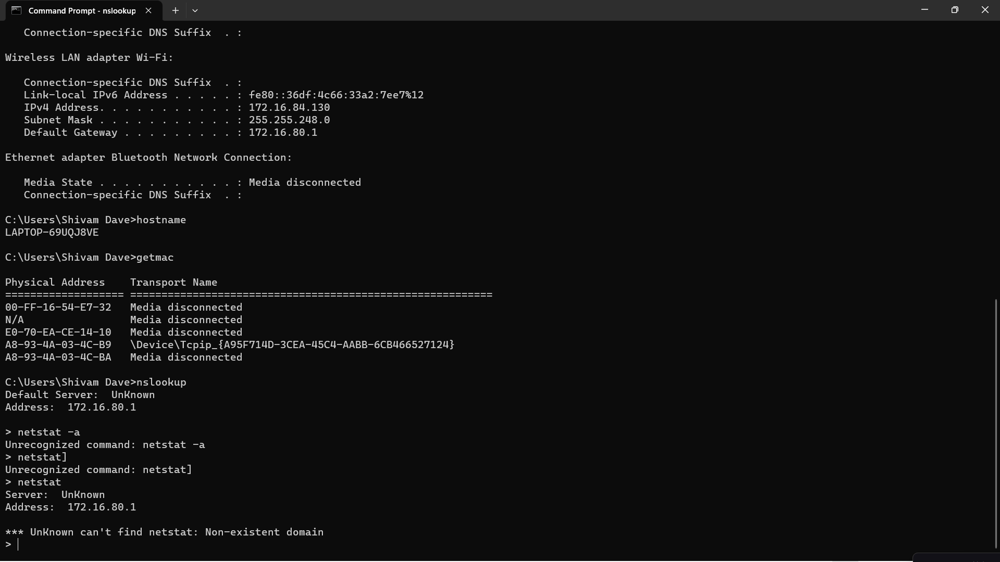 Command Prompt - nslookup
Connection-specific DNS Suffix  . :
Wireless LAN adapter Wi-Fi:
Connection-specific DNS Suffix  . :
Link-local IPv6 Address . . . . . : fe80::36df:4c66:33a2:7ee7%12
IPv4 Address. . . . . . . . . . . : 172.16.84.130
Subnet Mask . . . . . . . . . . . : 255.255.248.0
Default Gateway . . . . . . . . . : 172.16.80.1
Ethernet adapter Bluetooth Network Connection:
Media State . . . . . . . . . . . : Media disconnected
Connection-specific DNS Suffix  . :
C:\Users\Shivam Dave>hostname
LAPTOP-69UQJ8VE
C:\Users\Shivam Dave>getmac
Physical Address    Transport Name
=================== ==========================================================
00-FF-16-54-E7-32   Media disconnected
N/A                 Media disconnected
E0-70-EA-CE-14-10   Media disconnected
A8-93-4A-03-4C-B9   \Device\Tcpip_{A95F714D-3CEA-45C4-AABB-6CB466527124}
A8-93-4A-03-4C-BA   Media disconnected
C:\Users\Shivam Dave>nslookup
Default Server:  UnKnown
Address:  172.16.80.1
> netstat -a
Unrecognized command: netstat -a
> netstat]
Unrecognized command: netstat]
> netstat
Server:  UnKnown
Address:  172.16.80.1
*** UnKnown can't find netstat: Non-existent domain
>